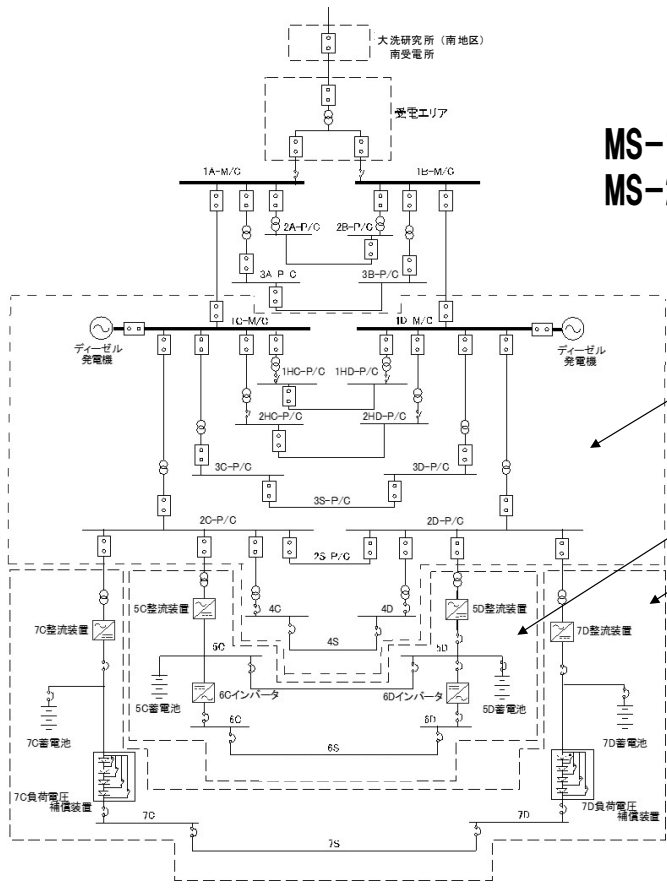 大洗研究所（南地区）
南受電所
受電エリア
MS-
MS-
1A-M/C
1B-M/C
2A-P/C
2B-P/C
3A P C
3B-P/C
1C-M/C
1D M/C
ディーゼル
発電機
ディーゼル
発電機
1HC-P/C
1HD-P/C
2HC-P/C
2HD-P/C
3C-P/C
3D-P/C
3S-P/C
2C-P/C
2D-P/C
2S P/C
7C整流装置
5C整流装置
4C
4D
5D整流装置
7D整流装置
4S
5C
5D
7C蓄電池
5C蓄電池
6Cインバータ
6Dインバータ
5D蓄電池
7D蓄電池
6C
6D
6S
7C負荷電圧
補償装置
7D負荷電圧
補償装置
7C
7D
7S